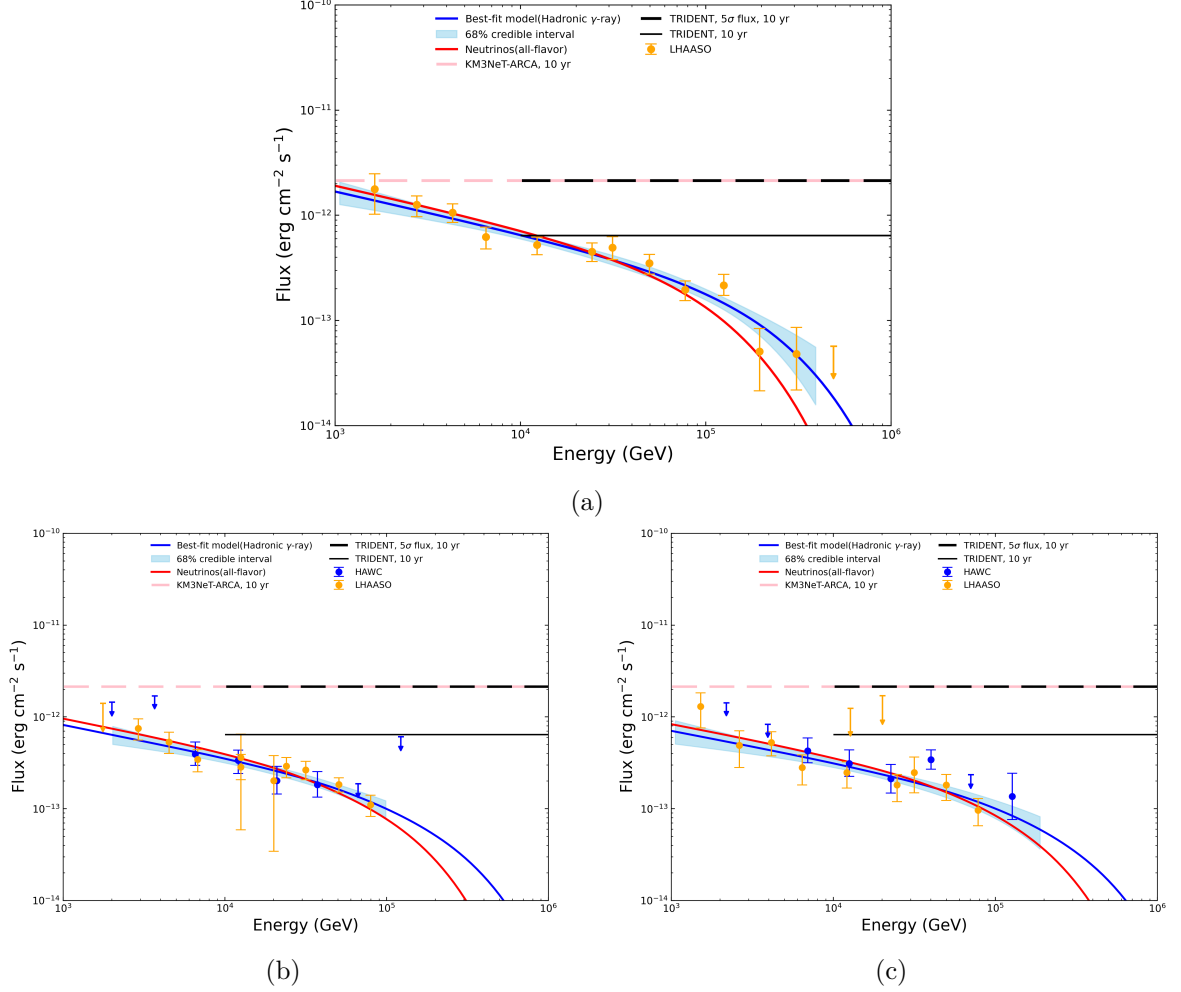 Best-fit model(Hadronic γ-ray)
68% credible interval
Neutrinos(all-flavor)
KM3NeT-ARCA, 10 yr
TRIDENT, 5σ flux, 10 yr
TRIDENT, 10 yr
LHAASO
Flux (erg cm⁻² s⁻¹)
10⁻¹⁰
10⁻¹¹
10⁻¹²
10⁻¹³
10⁻¹⁴
10³
10⁴
10⁵
10⁶
Energy (GeV)
(a)
Best-fit model(Hadronic γ-ray)
68% credible interval
Neutrinos(all-flavor)
KM3NeT-ARCA, 10 yr
TRIDENT, 5σ flux, 10 yr
TRIDENT, 10 yr
HAWC
LHAASO
Flux (erg cm⁻² s⁻¹)
10⁻¹⁰
10⁻¹¹
10⁻¹²
10⁻¹³
10⁻¹⁴
10³
10⁴
10⁵
10⁶
Energy (GeV)
(b)
Best-fit model(Hadronic γ-ray)
68% credible interval
Neutrinos(all-flavor)
KM3NeT-ARCA, 10 yr
TRIDENT, 5σ flux, 10 yr
TRIDENT, 10 yr
HAWC
LHAASO
Flux (erg cm⁻² s⁻¹)
10⁻¹⁰
10⁻¹¹
10⁻¹²
10⁻¹³
10⁻¹⁴
10³
10⁴
10⁵
10⁶
Energy (GeV)
(c)